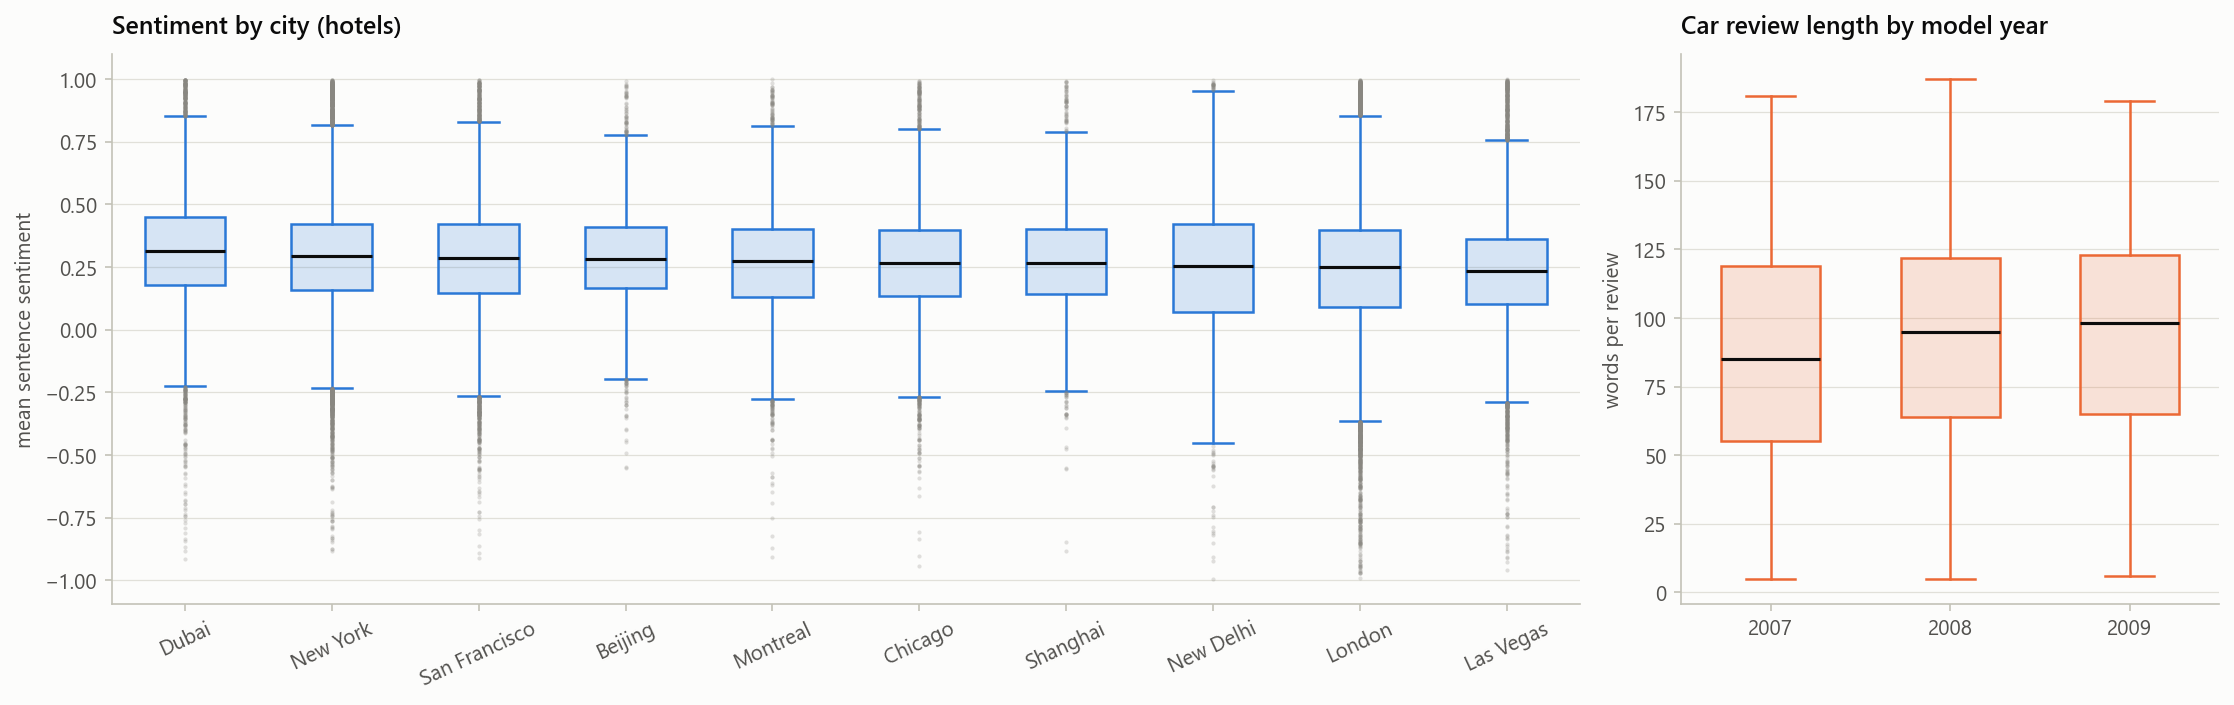 Sentiment by city (hotels)
mean sentence sentiment
1.00
0.75
0.50
0.25
0.00
−0.25
−0.50
−0.75
−1.00
Dubai
New York
San Francisco
Beijing
Montreal
Chicago
Shanghai
New Delhi
London
Las Vegas
Car review length by model year
words per review
175
150
125
100
75
50
25
0
2007
2008
2009